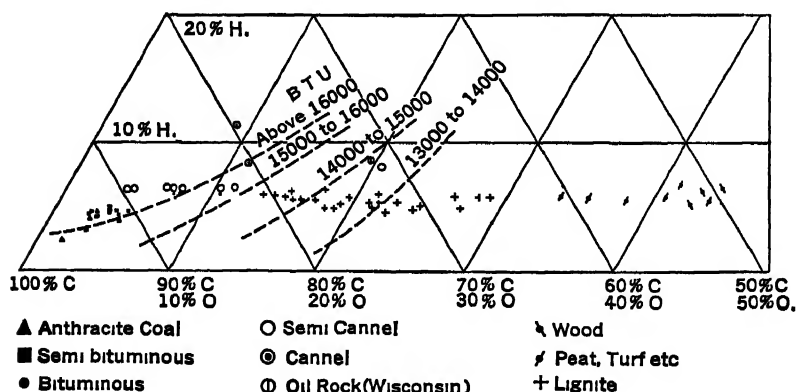 20% H.
B T U
Above 16000
15000 to 16000
14000 to 15000
13000 to 14000
10% H.
100% C 90% C 80% C 70% C 60% C 50% C
10% O 20% O 30% O 40% O 50% O.
▲ Anthracite Coal ○ Semi Cannel Wood
■ Semi bituminous ◉ Cannel Peat, Turf etc
● Bituminous Oil Rock (Wisconsin) + Lignite